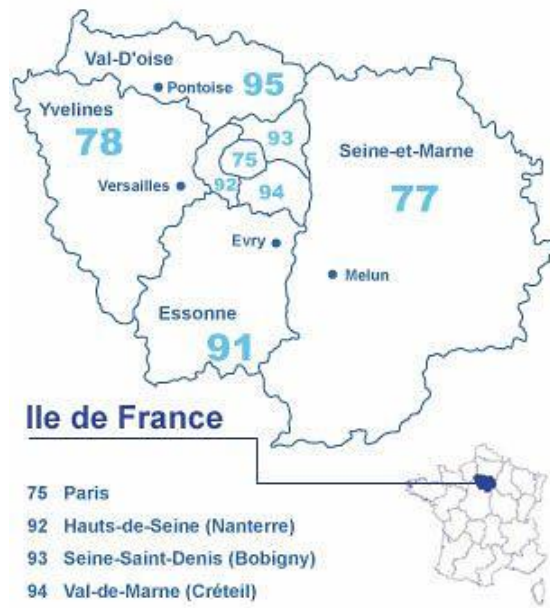 Val-D'oise
Pontoise 95
Yvelines
78
93
75
Seine-et-Marne
Versailles
92
94
77
Evry
Melun
Essonne
91
Ile de France
75 Paris
92 Hauts-de-Seine (Nanterre)
93 Seine-Saint-Denis (Bobigny)
94 Val-de-Marne (Créteil)